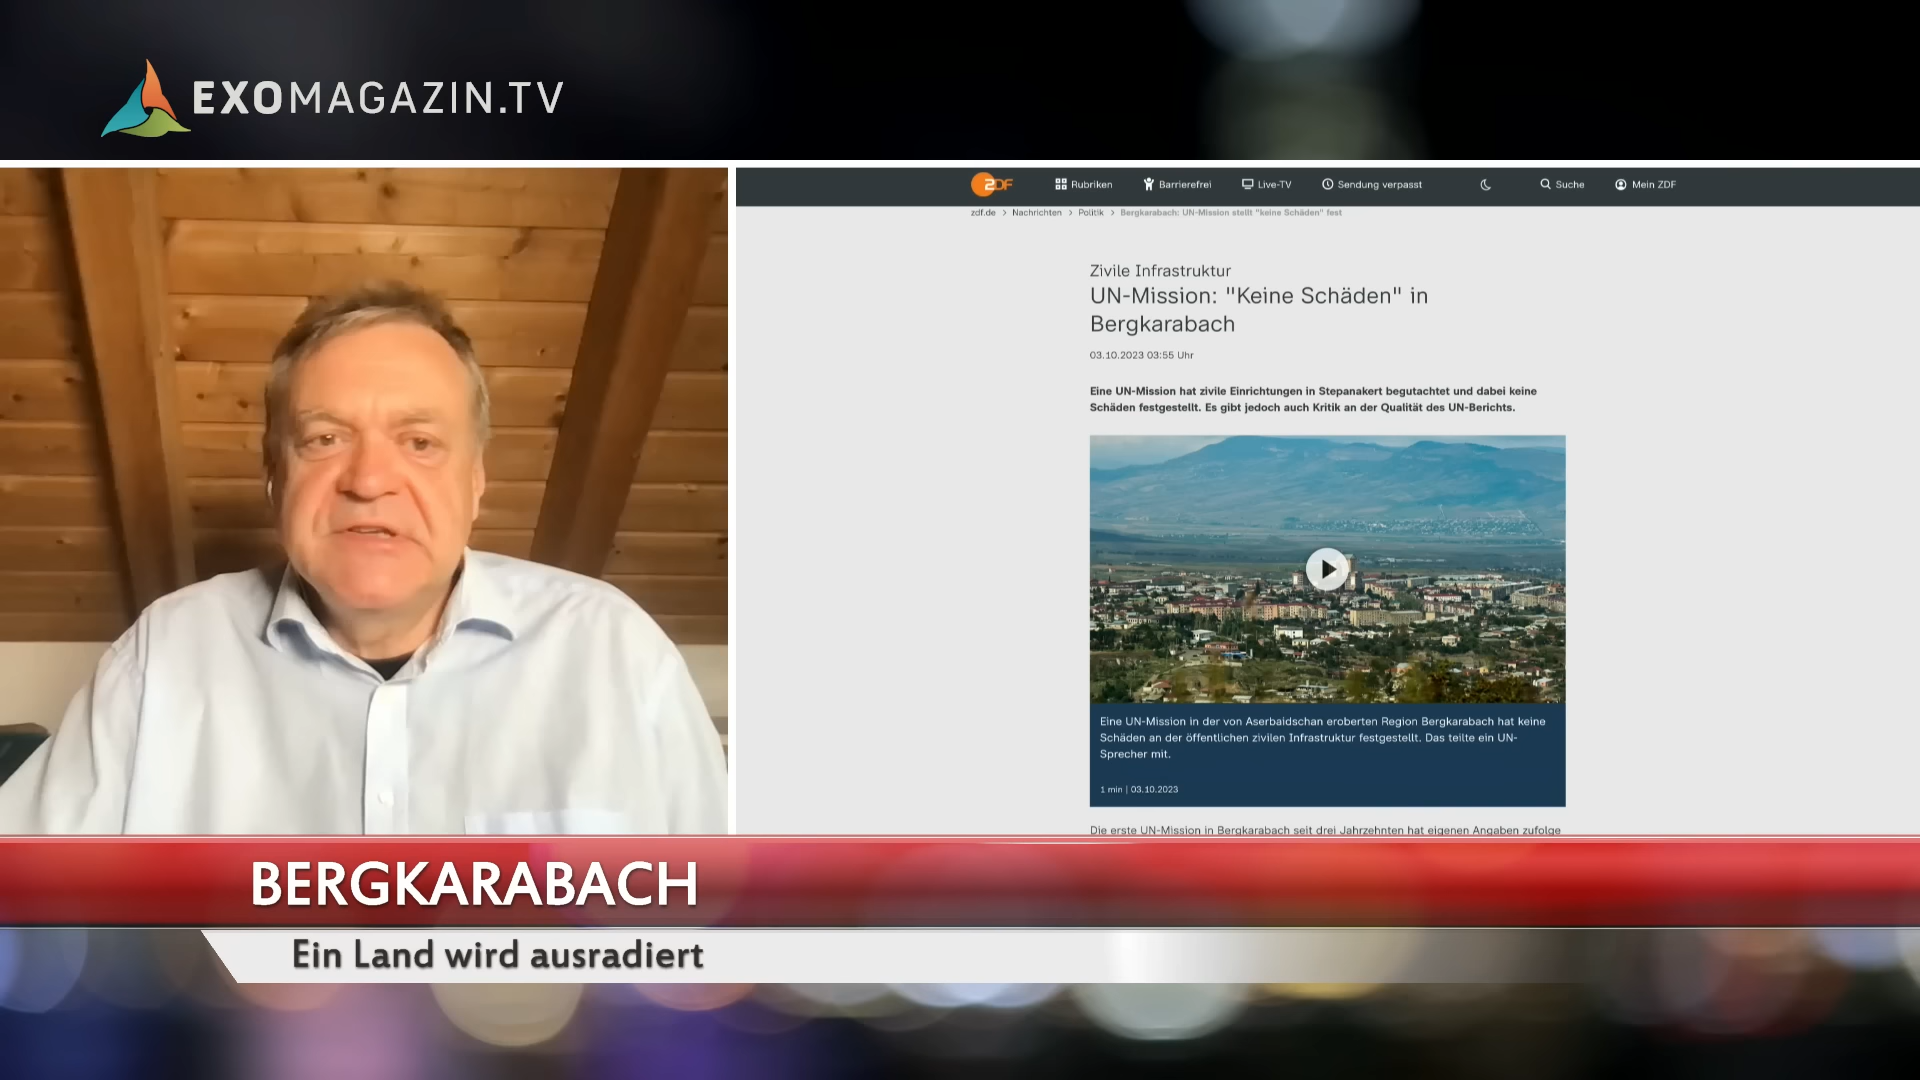 EXOMAGAZIN.TV
ZDF
Rubriken
Barrierefrei
Live-TV
Sendung verpasst
Suche
Mein ZDF
zdf.de > Nachrichten > Politik > Bergkarabach: UN-Mission stellt "keine Schäden" fest
Zivile Infrastruktur
UN-Mission: "Keine Schäden" in
Bergkarabach
03.10.2023 03:55 Uhr
Eine UN-Mission hat zivile Einrichtungen in Stepanakert begutachtet und dabei keine
Schäden festgestellt. Es gibt jedoch auch Kritik an der Qualität des UN-Berichts.
Eine UN-Mission in der von Aserbaidschan eroberten Region Bergkarabach hat keine
Schäden an der öffentlichen zivilen Infrastruktur festgestellt. Das teilte ein UN-
Sprecher mit.
1 min | 03.10.2023
Die erste UN-Mission in Bergkarabach seit drei Jahrzehnten hat eigenen Angaben zufolge
BERGKARABACH
Ein Land wird ausradiert